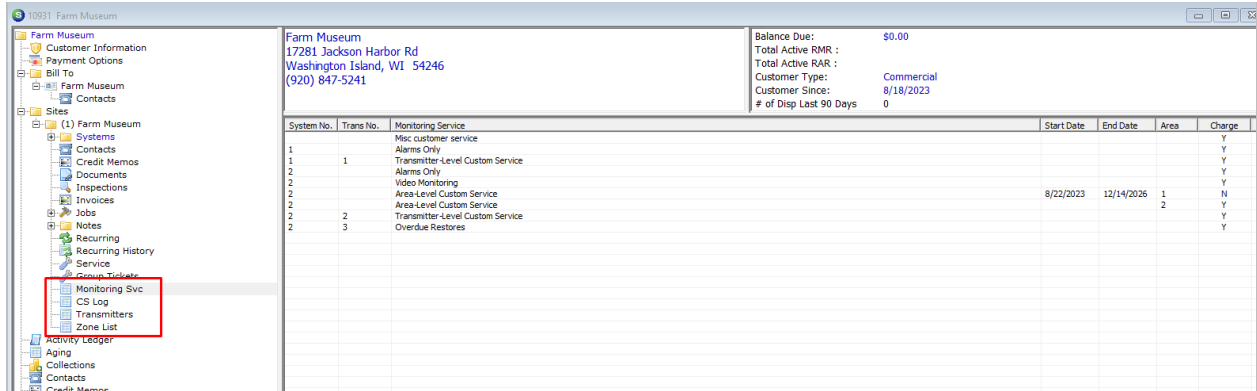 10931 Farm Museum
Farm Museum
Customer Information
Payment Options
Bill To
Farm Museum
Contacts
Sites
(1) Farm Museum
Systems
Contacts
Credit Memos
Documents
Inspections
Invoices
Jobs
Notes
Recurring
Recurring History
Service
Group Tickets
Monitoring Svc
CS Log
Transmitters
Zone List
Activity Ledger
Aging
Collections
Contacts
Credit Memos
Farm Museum
17281 Jackson Harbor Rd
Washington Island, WI 54246
(920) 847-5241
Balance Due: $0.00
Total Active RMR :
Total Active RAR :
Customer Type: Commercial
Customer Since: 8/18/2023
# of Disp Last 90 Days 0
System No. Trans No. Monitoring Service Start Date End Date Area Charge
Misc customer service Y
1 Alarms Only Y
1 1 Transmitter-Level Custom Service Y
2 Alarms Only Y
2 Video Monitoring Y
2 Area-Level Custom Service 8/22/2023 12/14/2026 1 N
2 Area-Level Custom Service 2 Y
2 2 Transmitter-Level Custom Service Y
2 3 Overdue Restores Y